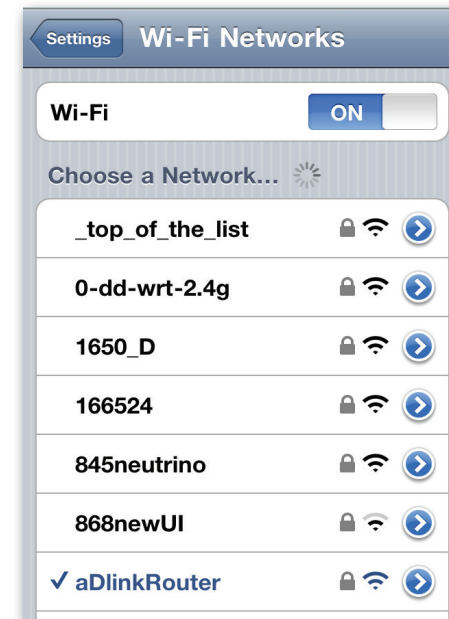 Settings
Wi-Fi Networks
Wi-Fi ON
Choose a Network...
_top_of_the_list
0-dd-wrt-2.4g
1650_D
166524
845neutrino
868newUI
aDlinkRouter